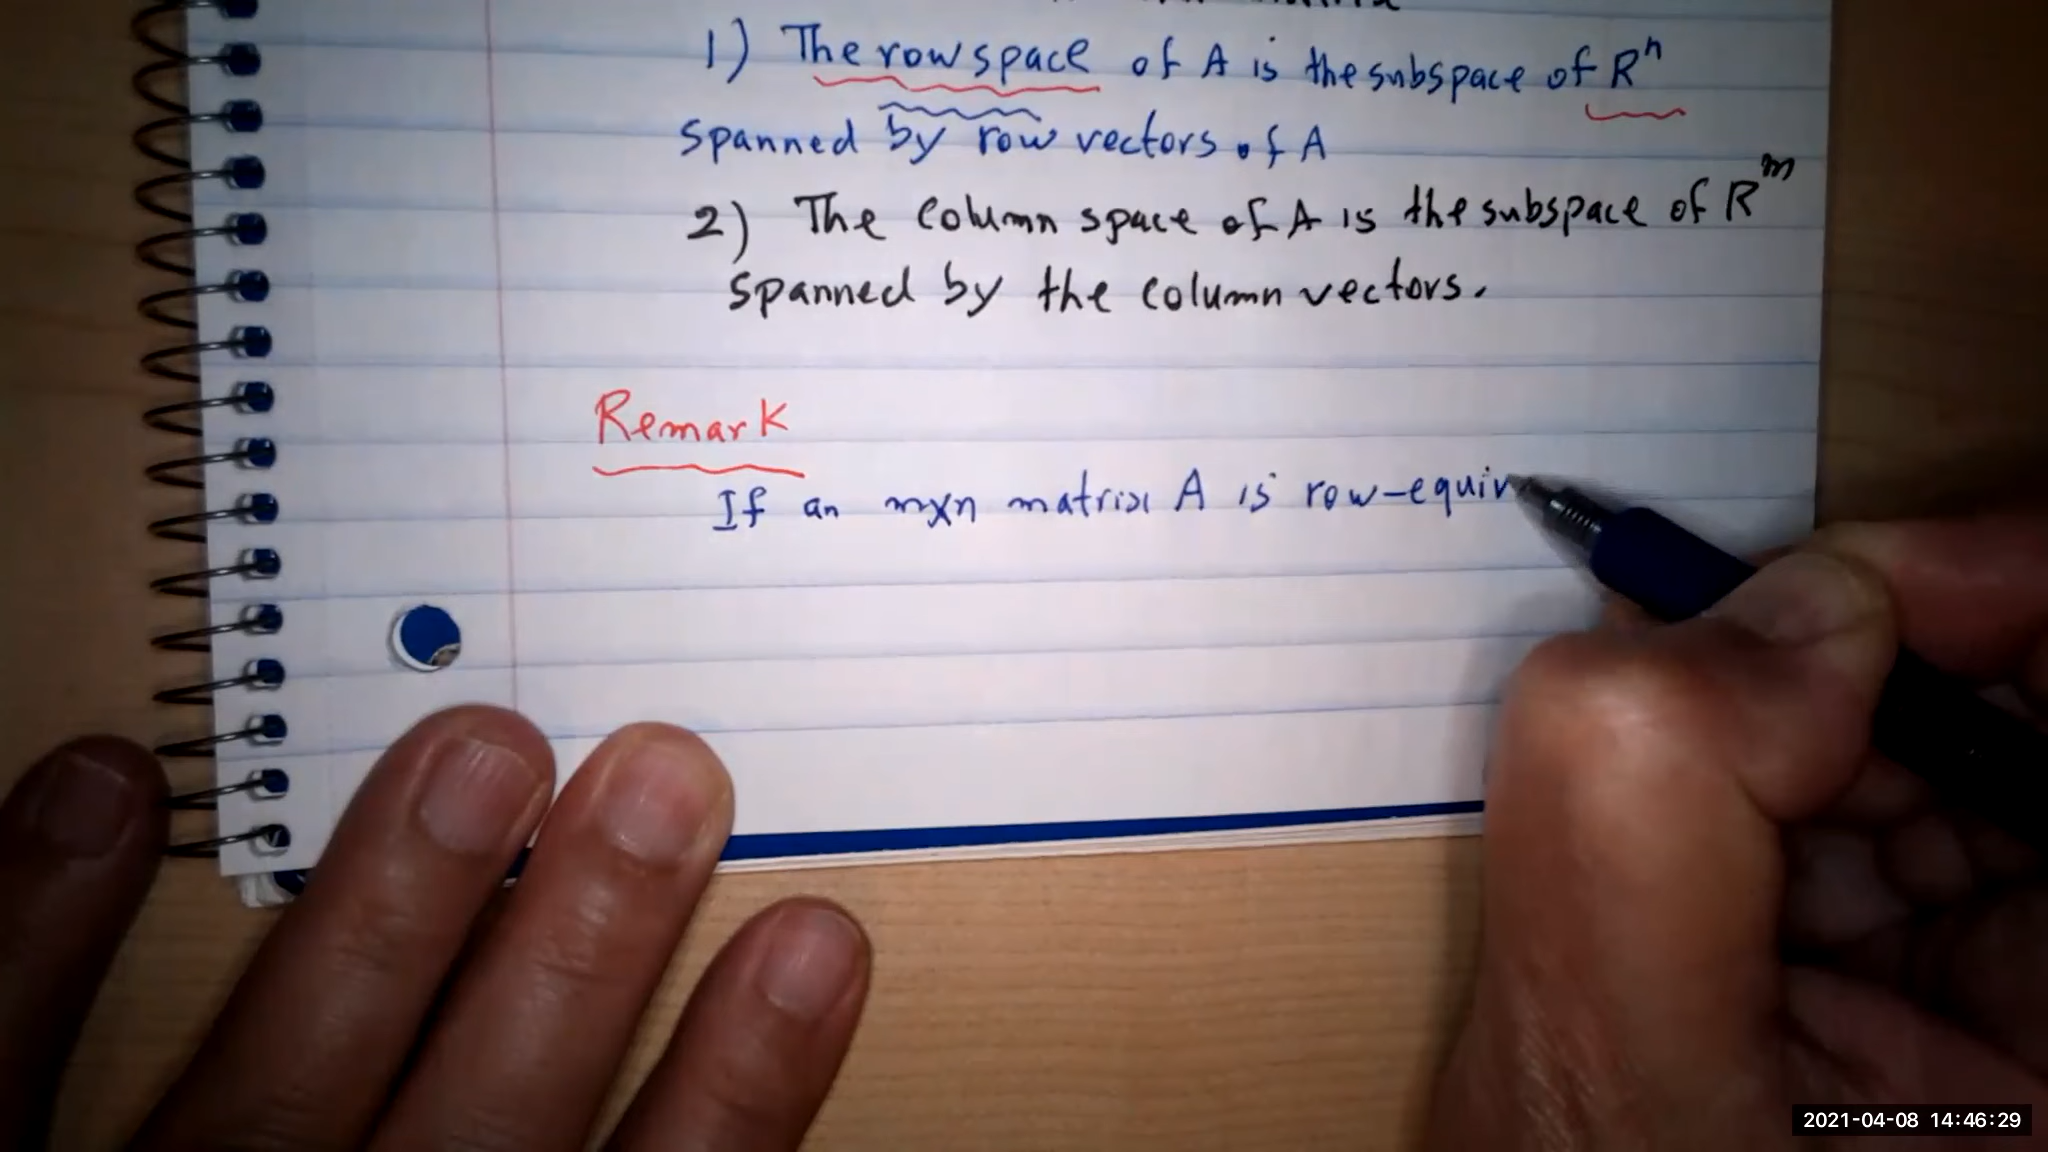 1) The row space of A is the subspace of Rⁿ
spanned by row vectors of A
2) The column space of A is the subspace of Rᵐ
spanned by the column vectors.
Remark
If an mxn matrix A is row-equiv
2021-04-08 14:46:29